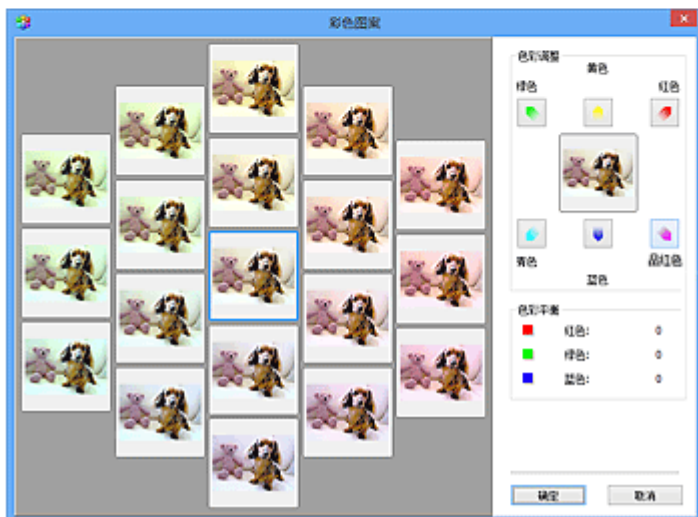 彩色图案
色彩调整
黄色
绿色 红色
青色 品红色
蓝色
色彩平衡
红色: 0
绿色: 0
蓝色: 0
确定 取消